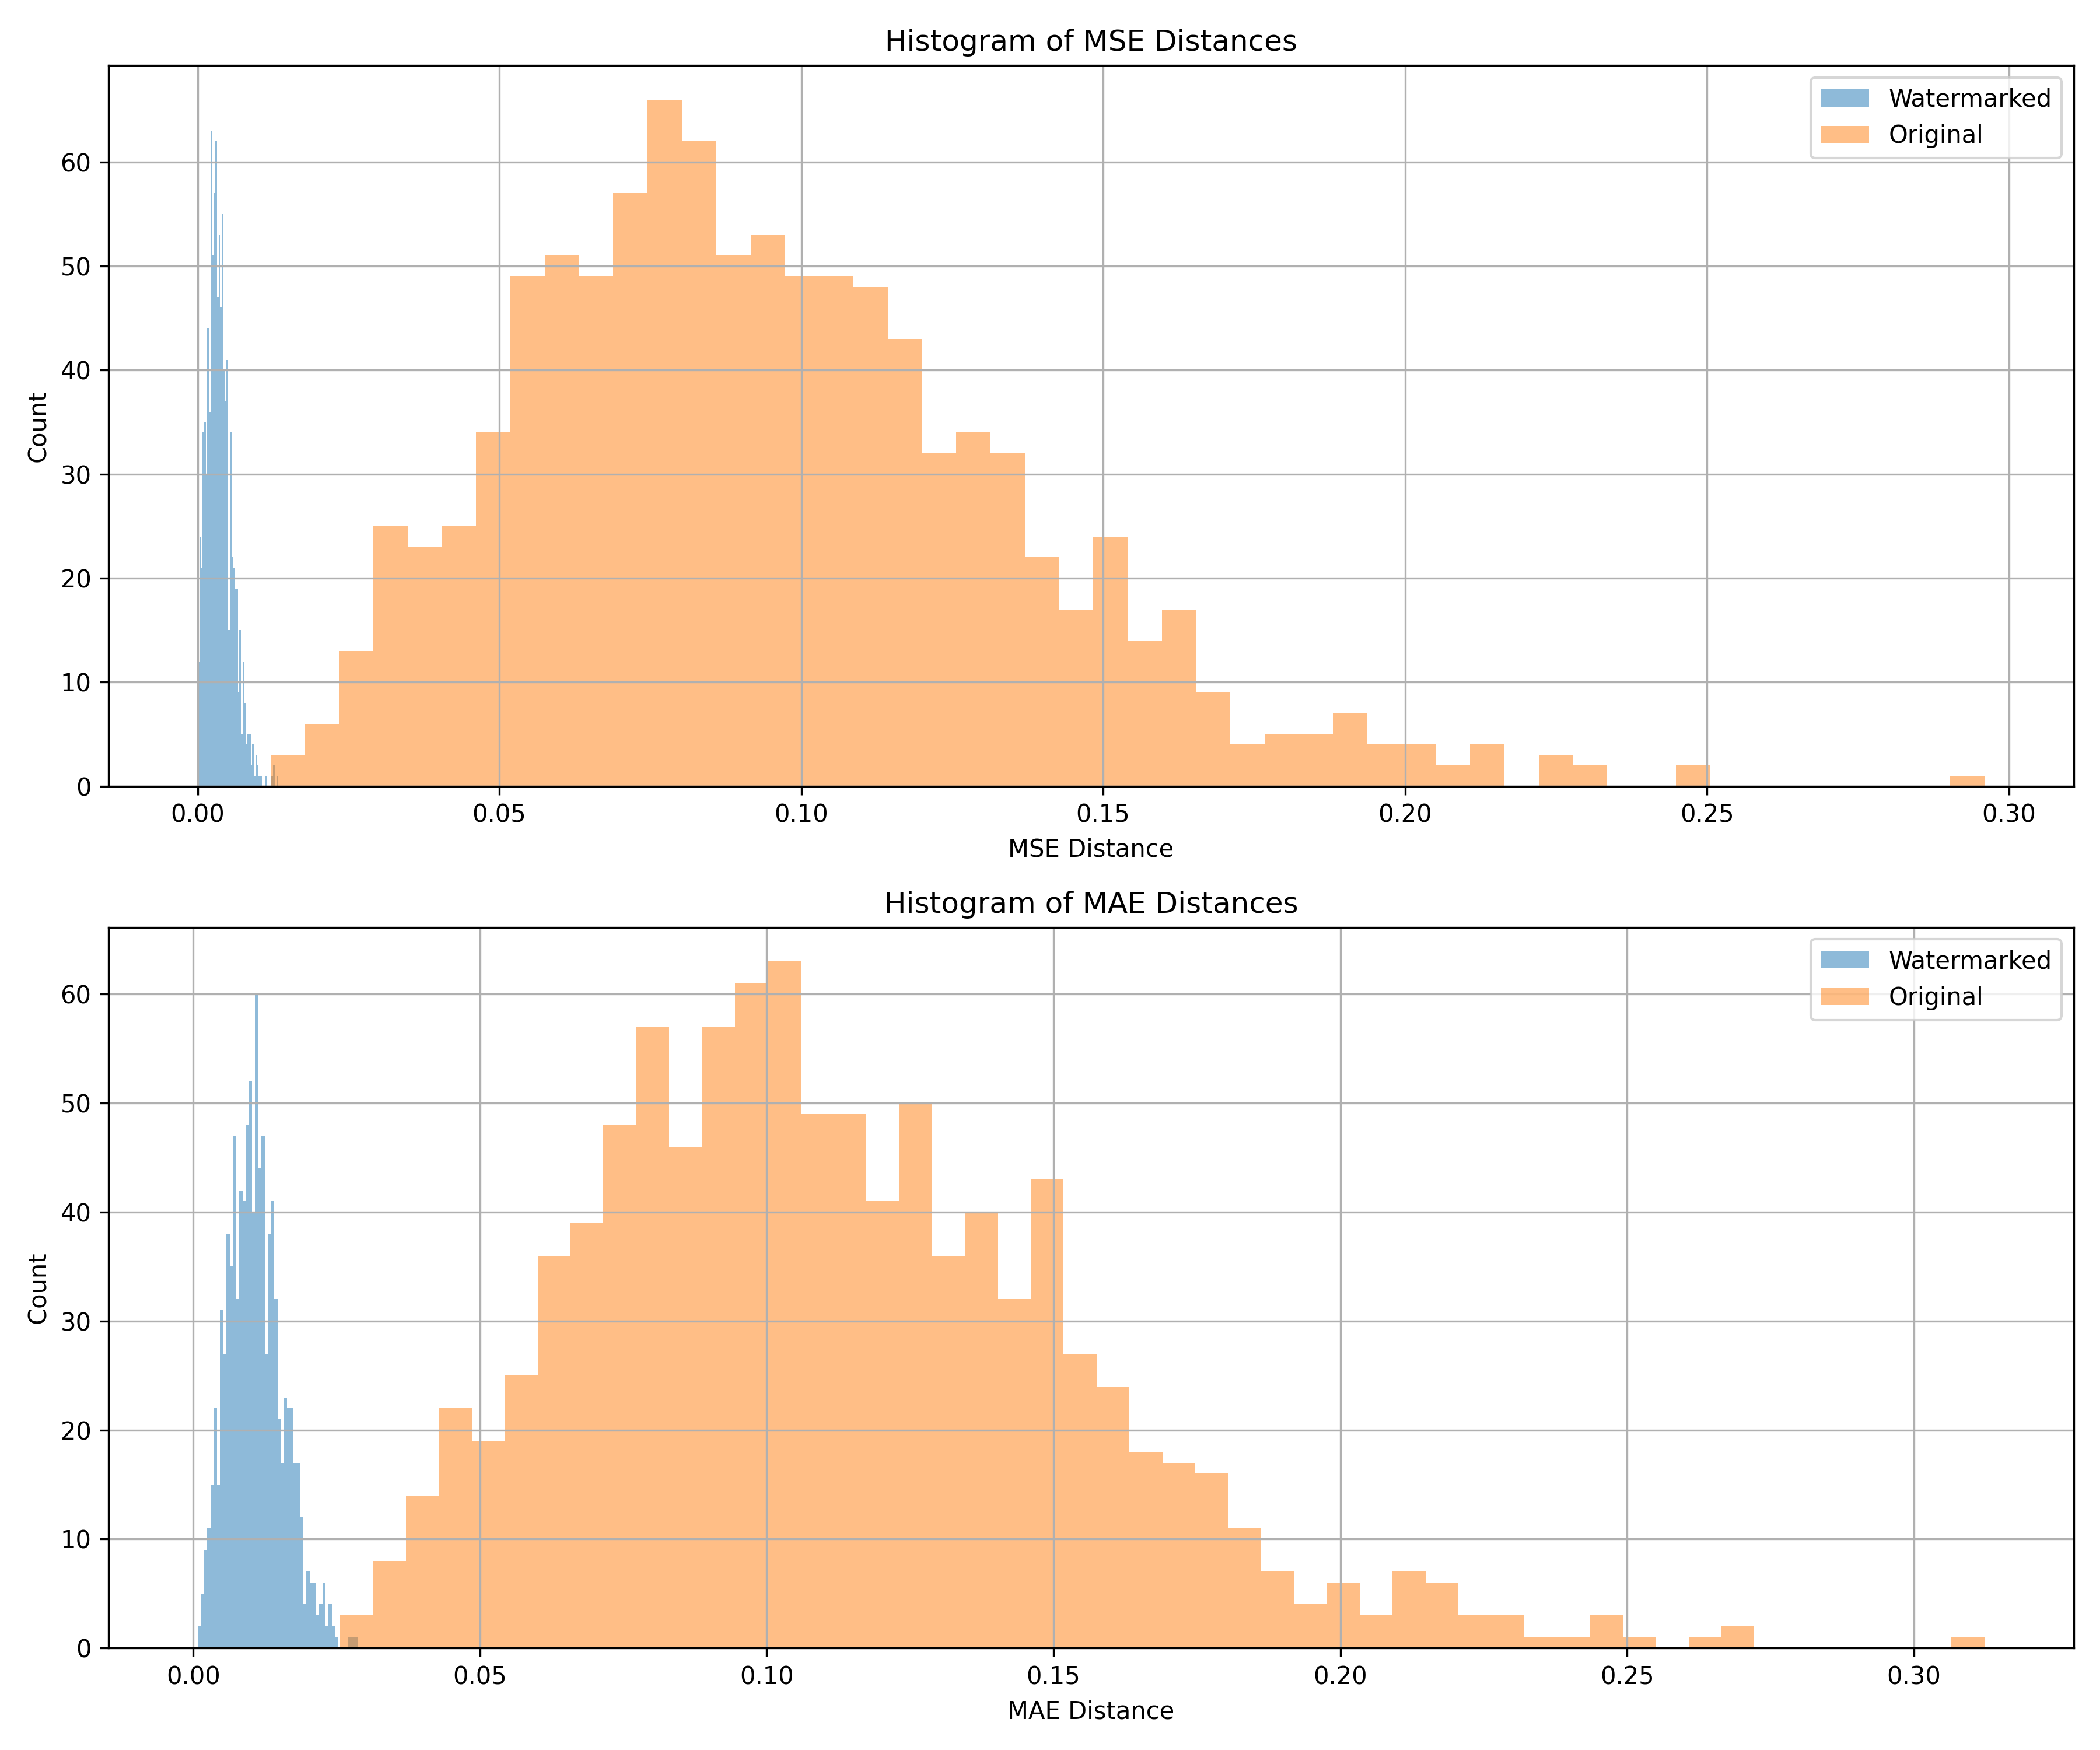 Histogram of MSE Distances
Watermarked
Original
60
50
40
30
20
10
0
Count
0.00 0.05 0.10 0.15 0.20 0.25 0.30
MSE Distance
Histogram of MAE Distances
Watermarked
Original
60
50
40
30
20
10
0
Count
0.00 0.05 0.10 0.15 0.20 0.25 0.30
MAE Distance